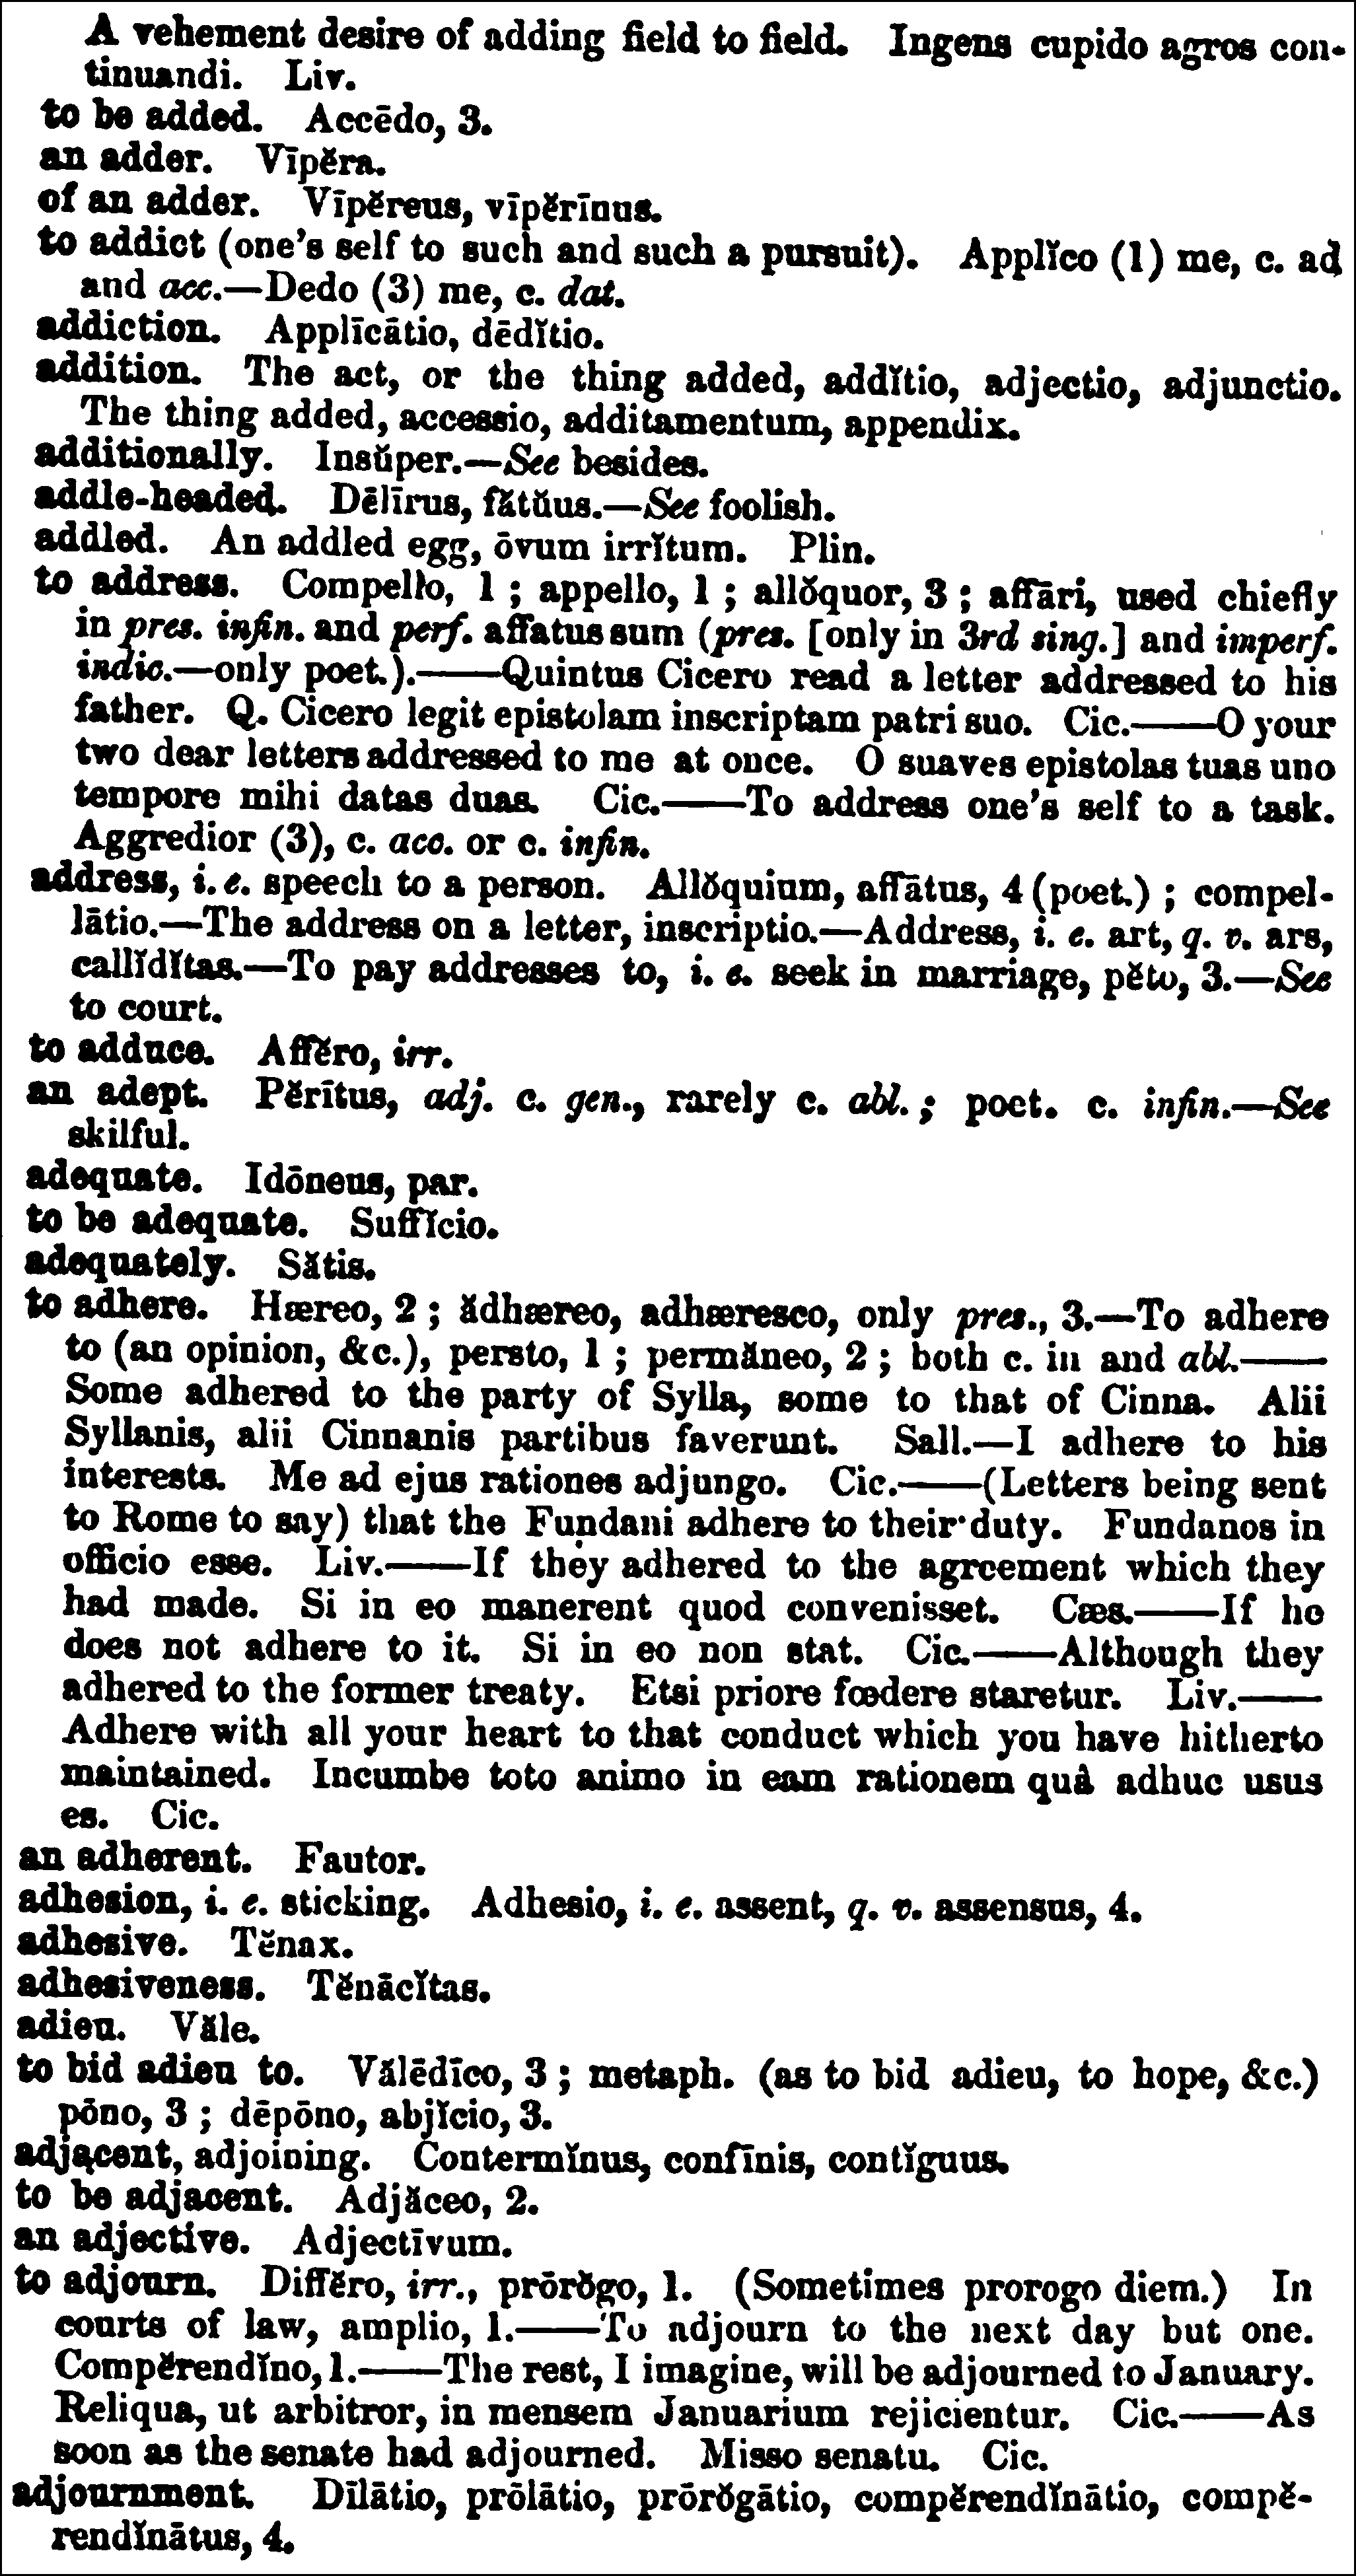 A vehement desire of adding field to field. Ingens cupido agros con-
tinuandi. Liv.
to be added. Accēdo, 3.
an adder. Vīpĕra.
of an adder. Vīpĕreus, vīpĕrīnus.
to addict (one's self to such and such a pursuit). Applĭco (1) me, c. ad
and acc.—Dedo (3) me, c. dat.
addiction. Applīcātio, dēdĭtio.
addition. The act, or the thing added, addĭtio, adjectio, adjunctio.
The thing added, accessio, additamentum, appendix.
additionally. Insŭper.—See besides.
addle-headed. Dēlīrus, fătŭus.—See foolish.
addled. An addled egg, ōvum irrĭtum. Plin.
to address. Compello, 1 ; appello, 1 ; allŏquor, 3 ; affāri, used chiefly
in pres. infin. and perf. affatus sum (pres. [only in 3rd sing.] and imperf.
indic.—only poet.).——Quintus Cicero read a letter addressed to his
father. Q. Cicero legit epistolam inscriptam patri suo. Cic.——O your
two dear letters addressed to me at once. O suaves epistolas tuas uno
tempore mihi datas duas. Cic.——To address one's self to a task.
Aggredior (3), c. acc. or c. infin.
address, i. e. speech to a person. Allŏquium, affātus, 4 (poet.) ; compel-
lātio.—The address on a letter, inscriptio.—Address, i. e. art, q. v. ars,
callĭdĭtas.—To pay addresses to, i. e. seek in marriage, pĕto, 3.—See
to court.
to adduce. Affĕro, irr.
an adept. Pĕrītus, adj. c. gen., rarely c. abl. ; poet. c. infin.—See
skilful.
adequate. Idōneus, par.
to be adequate. Suffĭcio.
adequately. Sătis.
to adhere. Hæreo, 2 ; ădhæreo, adhæresco, only pres., 3.—To adhere
to (an opinion, &c.), persto, 1 ; permăneo, 2 ; both c. in and abl.——
Some adhered to the party of Sylla, some to that of Cinna. Alii
Syllanis, alii Cinnanis partibus faverunt. Sall.—I adhere to his
interests. Me ad ejus rationes adjungo. Cic.——(Letters being sent
to Rome to say) that the Fundani adhere to their duty. Fundanos in
officio esse. Liv.——If they adhered to the agreement which they
had made. Si in eo manerent quod convenisset. Cæs.——If he
does not adhere to it. Si in eo non stat. Cic.——Although they
adhered to the former treaty. Etsi priore fœdere staretur. Liv.——
Adhere with all your heart to that conduct which you have hitherto
maintained. Incumbe toto animo in eam rationem quâ adhuc usus
es. Cic.
an adherent. Fautor.
adhesion, i. e. sticking. Adhesio, i. e. assent, q. v. assensus, 4.
adhesive. Tĕnax.
adhesiveness. Tĕnācĭtas.
adieu. Văle.
to bid adieu to. Vălēdīco, 3 ; metaph. (as to bid adieu, to hope, &c.)
pōno, 3 ; dēpōno, abjĭcio, 3.
adjacent, adjoining. Contermĭnus, confīnis, contĭguus.
to be adjacent. Adjăceo, 2.
an adjective. Adjectīvum.
to adjourn. Diffĕro, irr., prōrŏgo, 1. (Sometimes prorogo diem.) In
courts of law, amplio, 1.——To adjourn to the next day but one.
Compĕrendĭno, 1.——The rest, I imagine, will be adjourned to January.
Reliqua, ut arbitror, in mensem Januarium rejicientur. Cic.——As
soon as the senate had adjourned. Misso senatu. Cic.
adjournment. Dīlātio, prōlātio, prōrŏgātio, compĕrendĭnātio, compĕ-
rendĭnātus, 4.